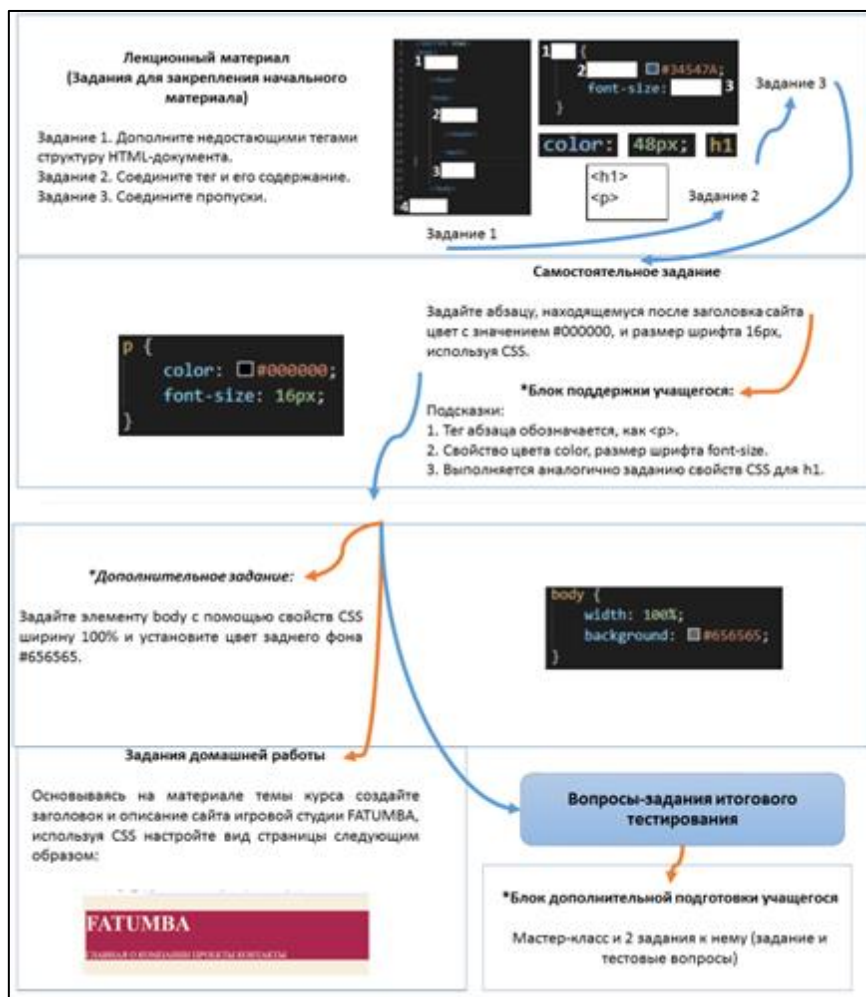 Лекционный материал
(Задания для закрепления начального
материала)
Задание 1. Дополните недостающими тегами
структуру HTML-документа.
Задание 2. Соедините тег и его содержание.
Задание 3. Соедините пропуски.
1
2
3
4
1 {
2 #34547A;
font-size: 3
}
color: 48px; h1
<h1>
<p>
Задание 1
Задание 2
Задание 3
Самостоятельное задание
Задайте абзацу, находящемуся после заголовка сайта
цвет с значением #000000, и размер шрифта 16px,
используя CSS.
p {
color: #000000;
font-size: 16px;
}
*Блок поддержки учащегося:
Подсказки:
1. Тег абзаца обозначается, как <p>.
2. Свойство цвета color, размер шрифта font-size.
3. Выполняется аналогично заданию свойств CSS для h1.
*Дополнительное задание:
Задайте элементу body с помощью свойств CSS
ширину 100% и установите цвет заднего фона
#656565.
body {
width: 100%;
background: #656565;
}
Задания домашней работы
Основываясь на материале темы курса создайте
заголовок и описание сайта игровой студии FATUMBA,
используя CSS настройте вид страницы следующим
образом:
FATUMBA
ГЛАВНАЯ О КОМПАНИИ ПРОЕКТЫ КОНТАКТЫ
Вопросы-задания итогового
тестирования
*Блок дополнительной подготовки учащегося
Мастер-класс и 2 задания к нему (задание и
тестовые вопросы)